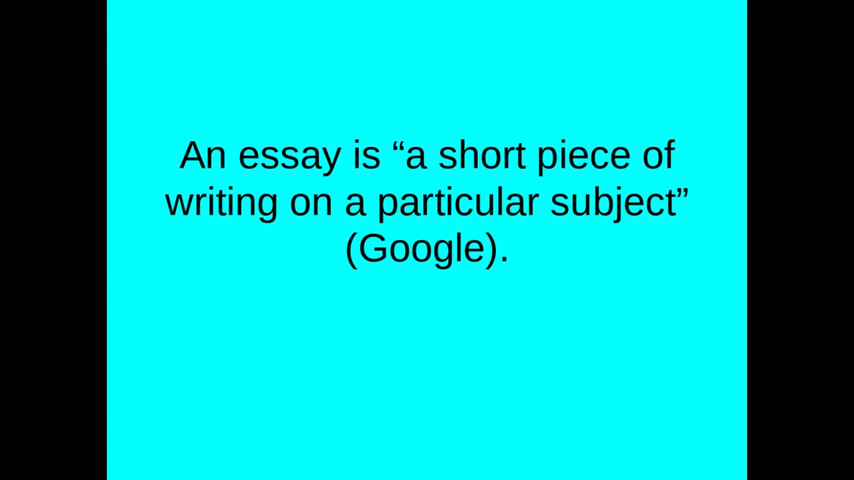 An essay is “a short piece of
writing on a particular subject”
(Google).